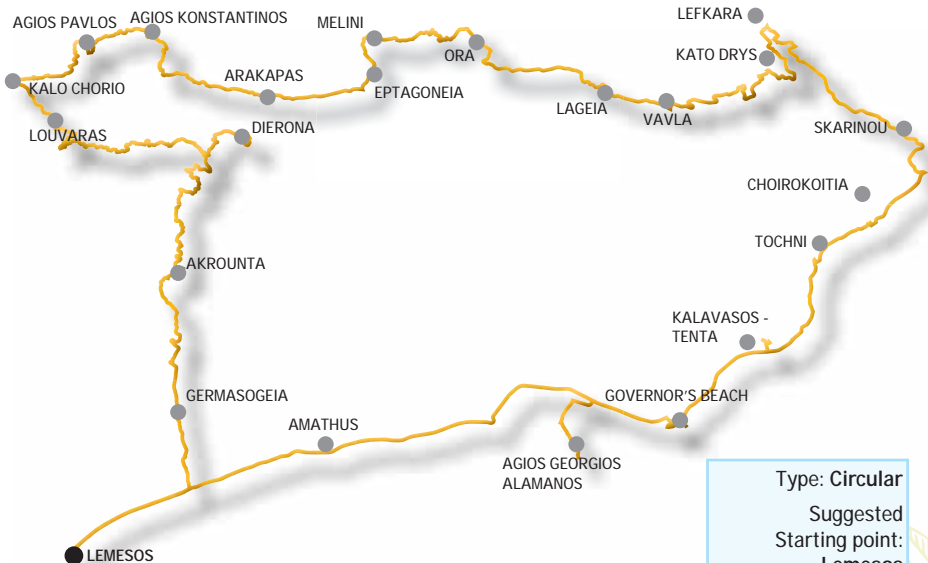 LEFKARA
AGIOS PAVLOS
AGIOS KONSTANTINOS
MELINI
ORA
KATO DRYS
KALO CHORIO
ARAKAPAS
EPTAGONEIA
LAGEIA
VAVLA
LOUVARAS
DIERONA
SKARINOU
CHOIROKOITIA
TOCHNI
AKROUNTA
KALAVASOS -
TENTA
GERMASOGEIA
AMATHUS
GOVERNOR'S BEACH
AGIOS GEORGIOS
ALAMANOS
LEMESOS
Type: Circular
Suggested
Starting point:
Lemesos